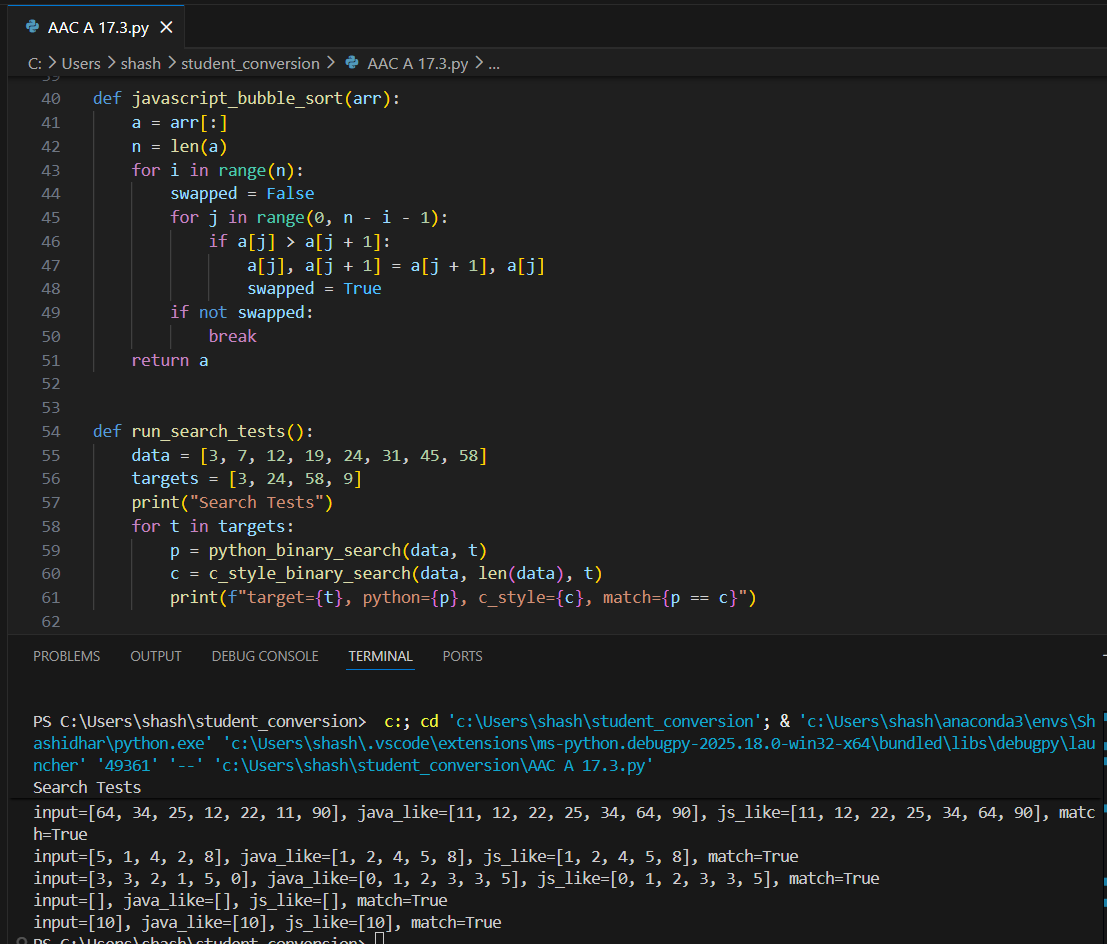 AAC A 17.3.py
C: > Users > shash > student_conversion > AAC A 17.3.py > ...
39
40 def javascript_bubble_sort(arr):
41     a = arr[:]
42     n = len(a)
43     for i in range(n):
44         swapped = False
45         for j in range(0, n - i - 1):
46             if a[j] > a[j + 1]:
47                 a[j], a[j + 1] = a[j + 1], a[j]
48                 swapped = True
49         if not swapped:
50             break
51     return a
52
53
54 def run_search_tests():
55     data = [3, 7, 12, 19, 24, 31, 45, 58]
56     targets = [3, 24, 58, 9]
57     print("Search Tests")
58     for t in targets:
59         p = python_binary_search(data, t)
60         c = c_style_binary_search(data, len(data), t)
61         print(f"target={t}, python={p}, c_style={c}, match={p == c}")
62
PROBLEMS OUTPUT DEBUG CONSOLE TERMINAL PORTS
PS C:\Users\shash\student_conversion>  c:; cd 'c:\Users\shash\student_conversion'; & 'c:\Users\shash\anaconda3\envs\Sh
ashidhar\python.exe' 'c:\Users\shash\.vscode\extensions\ms-python.debugpy-2025.18.0-win32-x64\bundled\libs\debugpy\lau
ncher' '49361' '--' 'c:\Users\shash\student_conversion\AAC A 17.3.py'
Search Tests
input=[64, 34, 25, 12, 22, 11, 90], java_like=[11, 12, 22, 25, 34, 64, 90], js_like=[11, 12, 22, 25, 34, 64, 90], matc
h=True
input=[5, 1, 4, 2, 8], java_like=[1, 2, 4, 5, 8], js_like=[1, 2, 4, 5, 8], match=True
input=[3, 3, 2, 1, 5, 0], java_like=[0, 1, 2, 3, 3, 5], js_like=[0, 1, 2, 3, 3, 5], match=True
input=[], java_like=[], js_like=[], match=True
input=[10], java_like=[10], js_like=[10], match=True
PS C:\Users\shash\student_conversion>